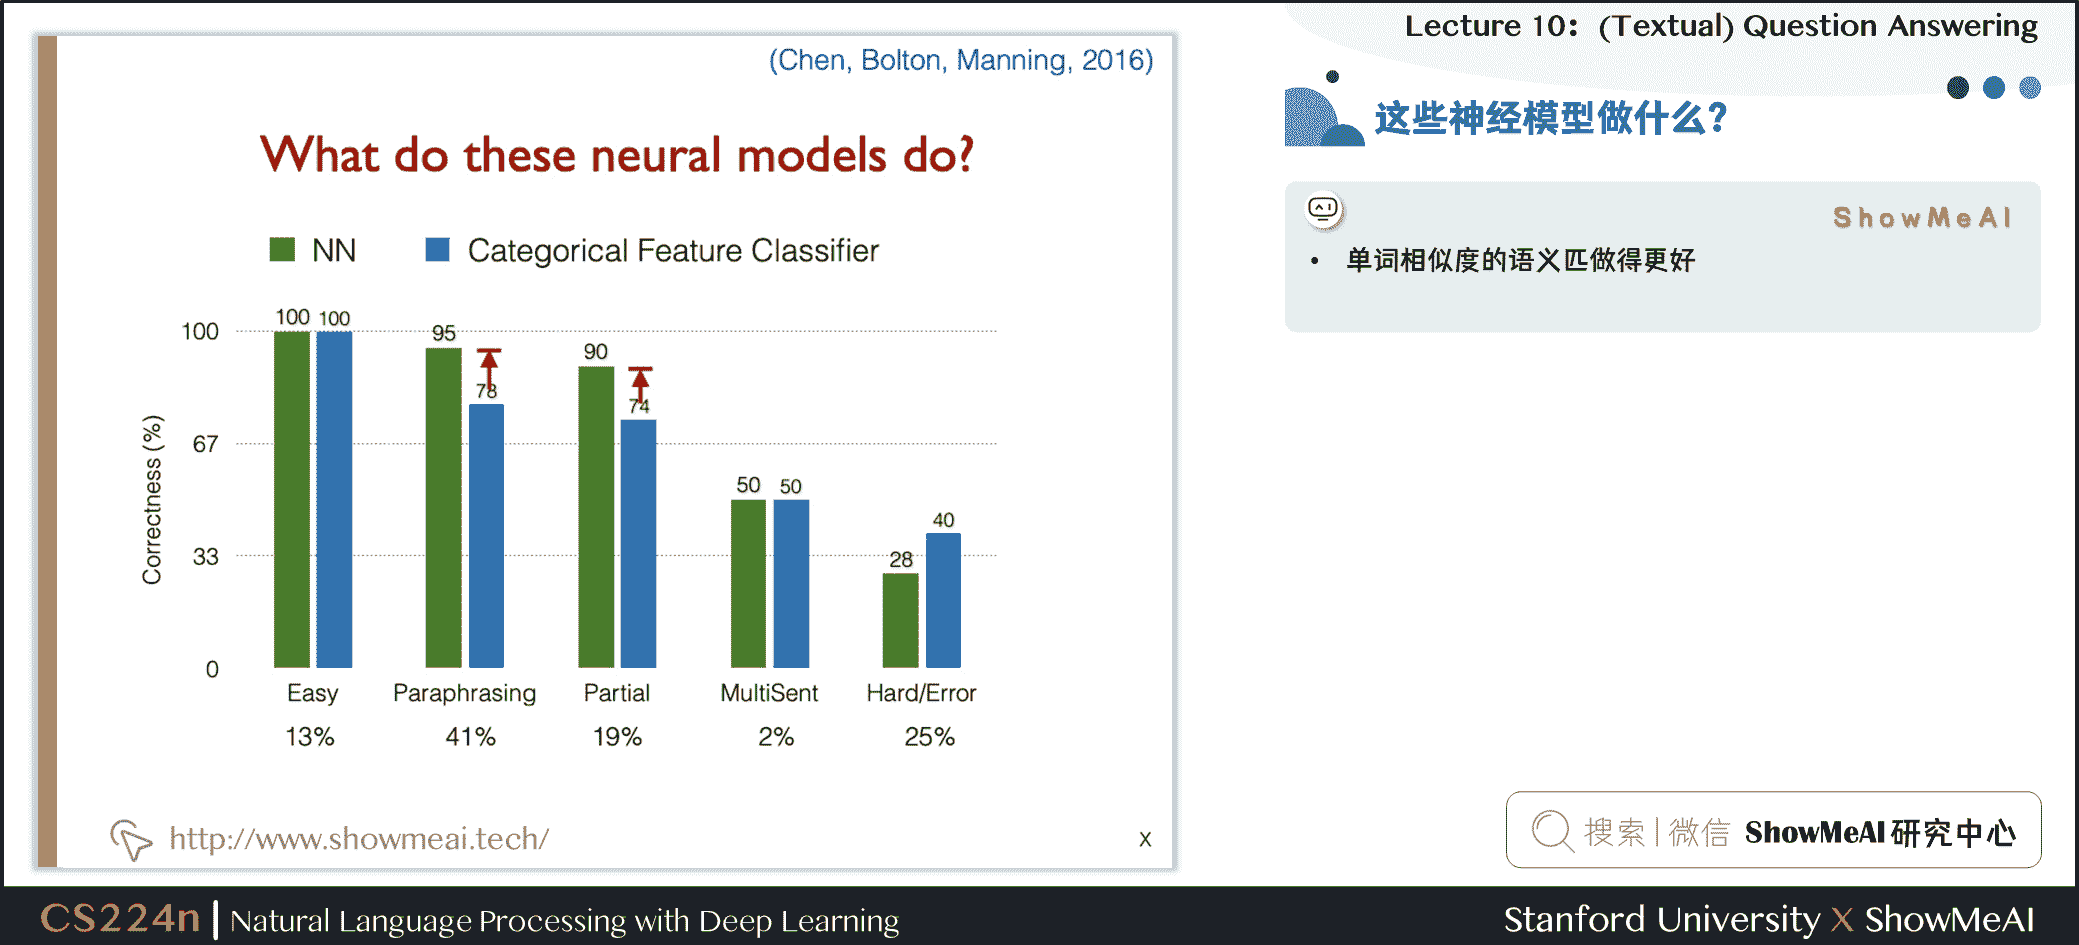 Lecture 10：(Textual) Question Answering
(Chen, Bolton, Manning, 2016)
What do these neural models do?
NN
Categorical Feature Classifier
Correctness (%)
100
67
33
0
100 100
95 78
90 74
50 50
28 40
Easy Paraphrasing Partial MultiSent Hard/Error
13% 41% 19% 2% 25%
http://www.showmeai.tech/
X
这些神经模型做什么?
ShowMeAI
• 单词相似度的语义匹做得更好
搜索|微信 ShowMeAI研究中心
CS224n | Natural Language Processing with Deep Learning
Stanford University X ShowMeAI